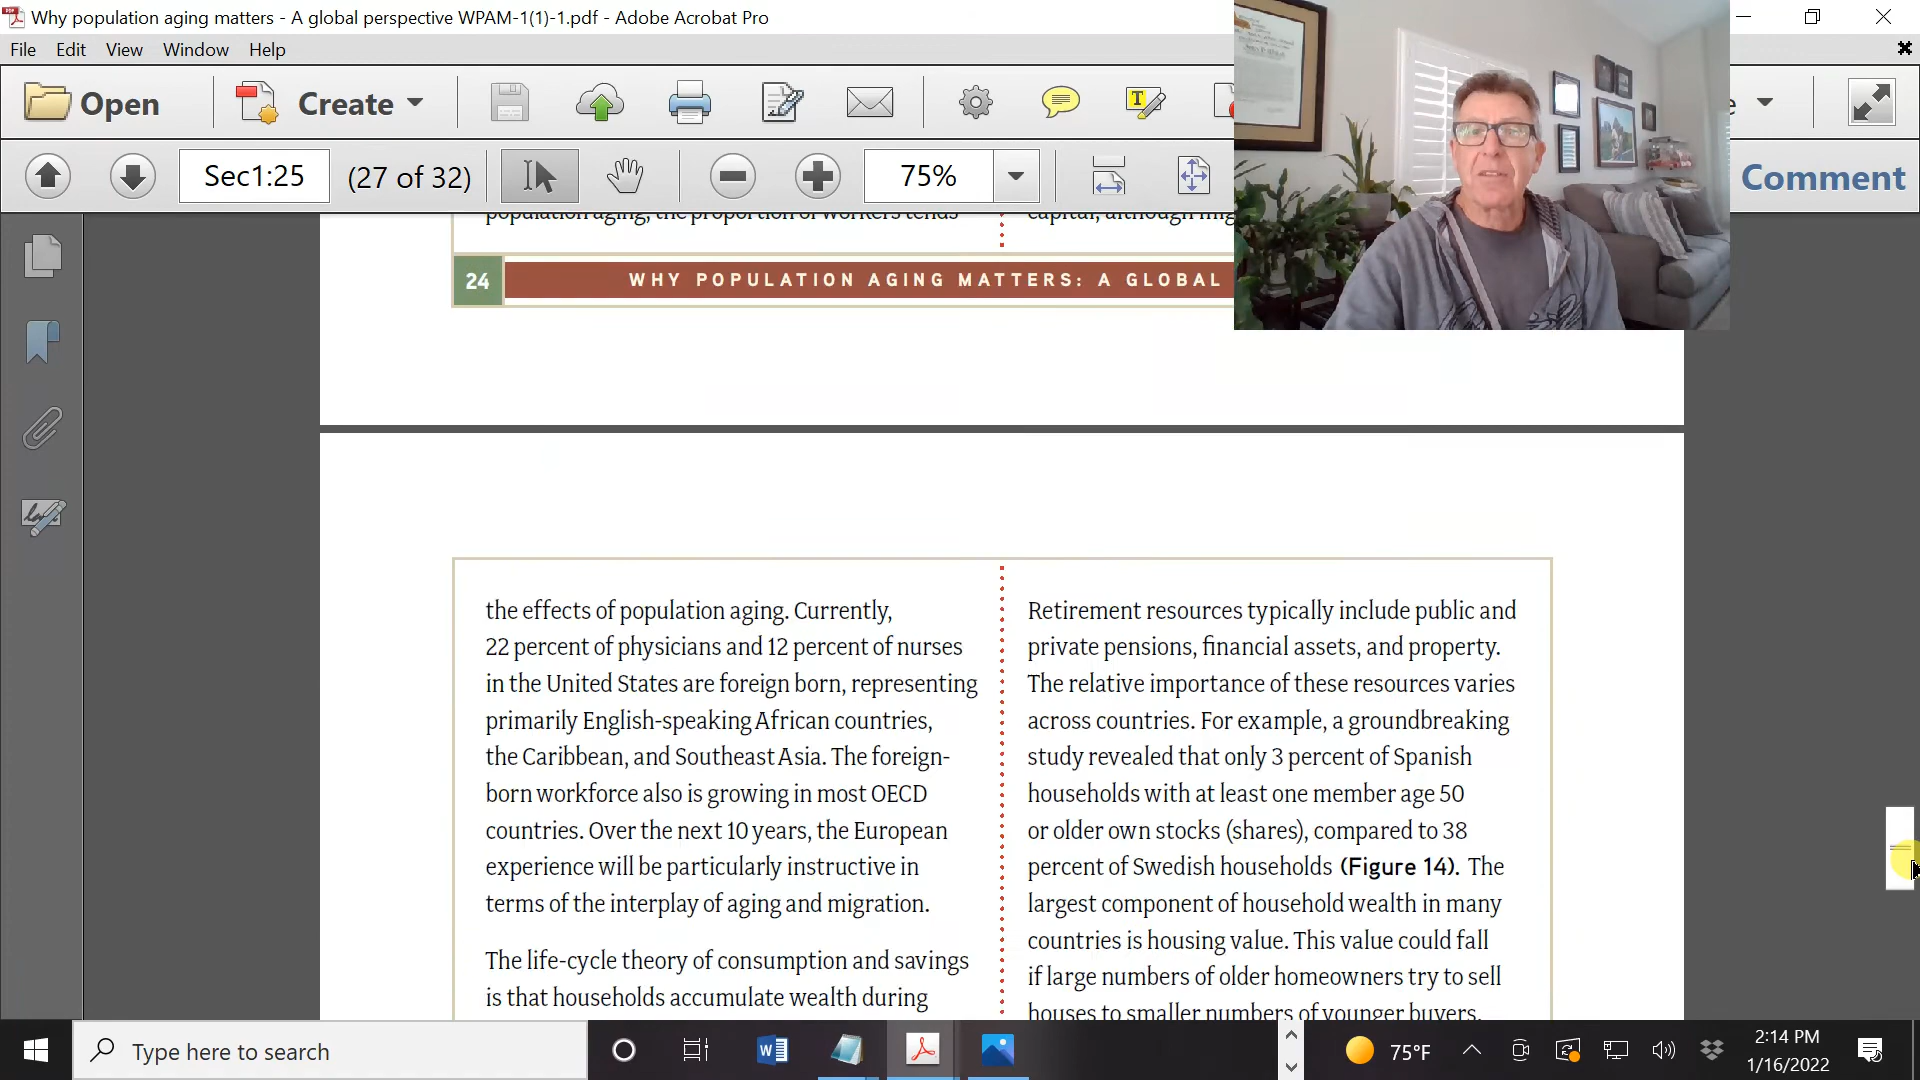 Why population aging matters - A global perspective WPAM-1(1)-1.pdf - Adobe Acrobat Pro
File Edit View Window Help
Open
Create
Sec1:25
(27 of 32)
75%
Comment
population aging, the proportion of workers tends
24
WHY POPULATION AGING MATTERS: A GLOBAL
the effects of population aging. Currently,
22 percent of physicians and 12 percent of nurses
in the United States are foreign born, representing
primarily English-speaking African countries,
the Caribbean, and Southeast Asia. The foreign-
born workforce also is growing in most OECD
countries. Over the next 10 years, the European
experience will be particularly instructive in
terms of the interplay of aging and migration.
The life-cycle theory of consumption and savings
is that households accumulate wealth during
capital, although
Retirement resources typically include public and
private pensions, financial assets, and property.
The relative importance of these resources varies
across countries. For example, a groundbreaking
study revealed that only 3 percent of Spanish
households with at least one member age 50
or older own stocks (shares), compared to 38
percent of Swedish households (Figure 14). The
largest component of household wealth in many
countries is housing value. This value could fall
if large numbers of older homeowners try to sell
houses to smaller numbers of younger buyers.
Type here to search
75°F
2:14 PM
1/16/2022